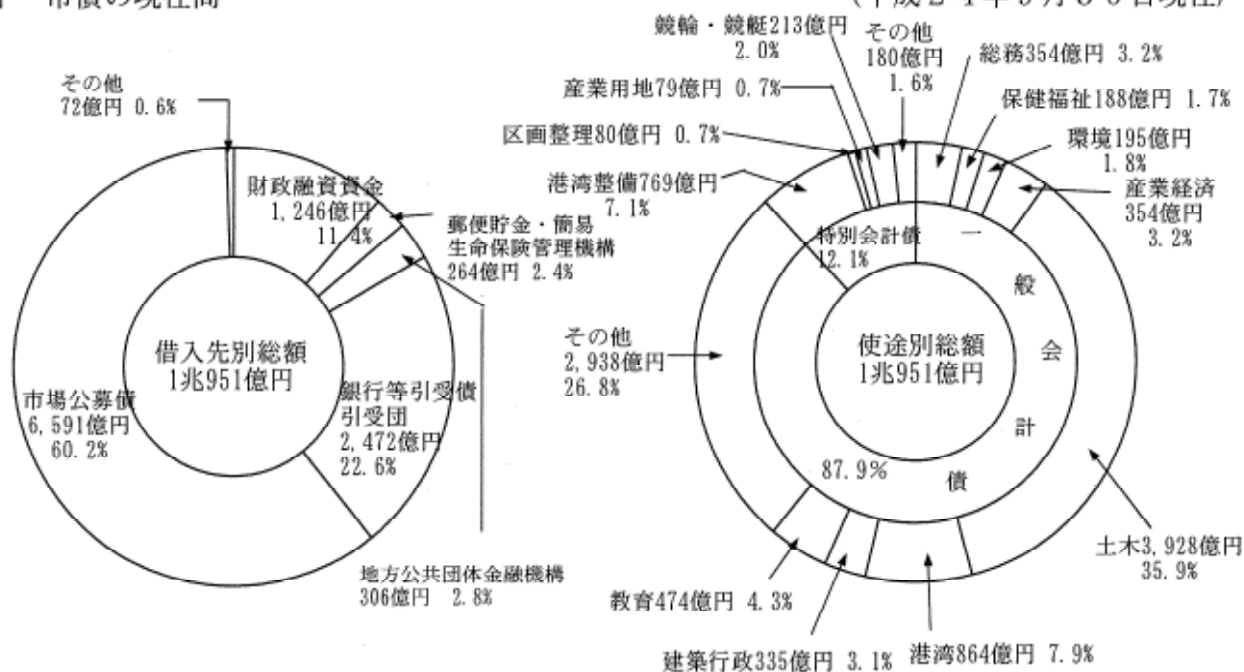 市債の現在高
(平成24年9月30日現在)
その他
72億円 0.6%
財政融資資金
1,246億円
11.4%
郵便貯金・簡易
生命保険管理機構
264億円 2.4%
借入先別総額
1兆951億円
市場公募債
6,591億円
60.2%
銀行等引受債
引受団
2,472億円
22.6%
地方公共団体金融機構
306億円 2.8%
競輪・競艇213億円
2.0%
その他
180億円
1.6%
総務354億円 3.2%
産業用地79億円 0.7%
保健福祉188億円 1.7%
区画整理80億円 0.7%
環境195億円
1.8%
港湾整備769億円
7.1%
産業経済
354億円
3.2%
特別会計債
12.1%
一般会計債
87.9%
その他
2,938億円
26.8%
使途別総額
1兆951億円
土木3,928億円
35.9%
教育474億円 4.3%
建築行政335億円 3.1%
港湾864億円 7.9%